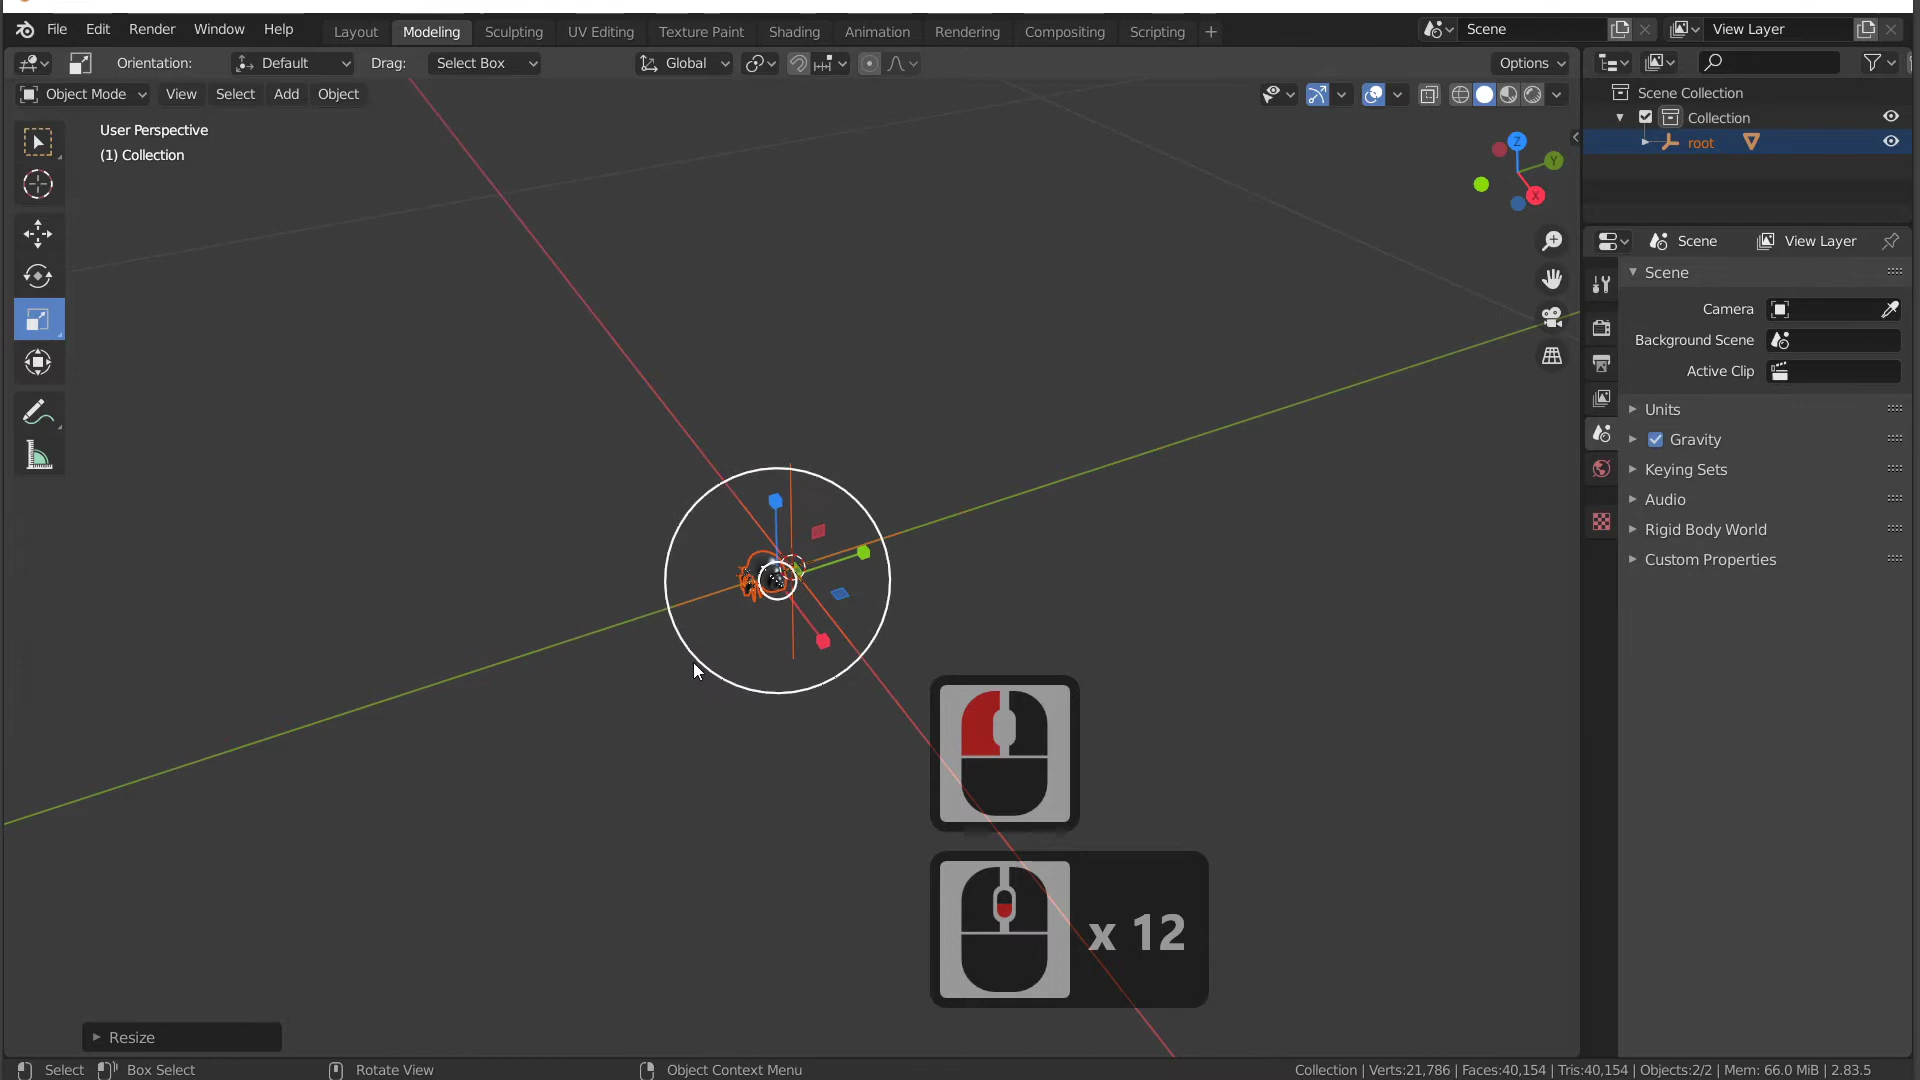 File Edit Render Window Help Layout Modeling Sculpting UV Editing Texture Paint Shading Animation Rendering Compositing Scripting + Scene View Layer
Orientation: Default Drag: Select Box Global Options
Object Mode View Select Add Object
Scene Collection
Collection
root
User Perspective
(1) Collection
Z
Y
X
Scene View Layer
Scene
Camera
Background Scene
Active Clip
Units
Gravity
Keying Sets
Audio
Rigid Body World
Custom Properties
x 12
Resize
Select Box Select Rotate View Object Context Menu Collection | Verts:21,786 | Faces:40,154 | Tris:40,154 | Objects:2/2 | Mem: 66.0 MiB | 2.83.5